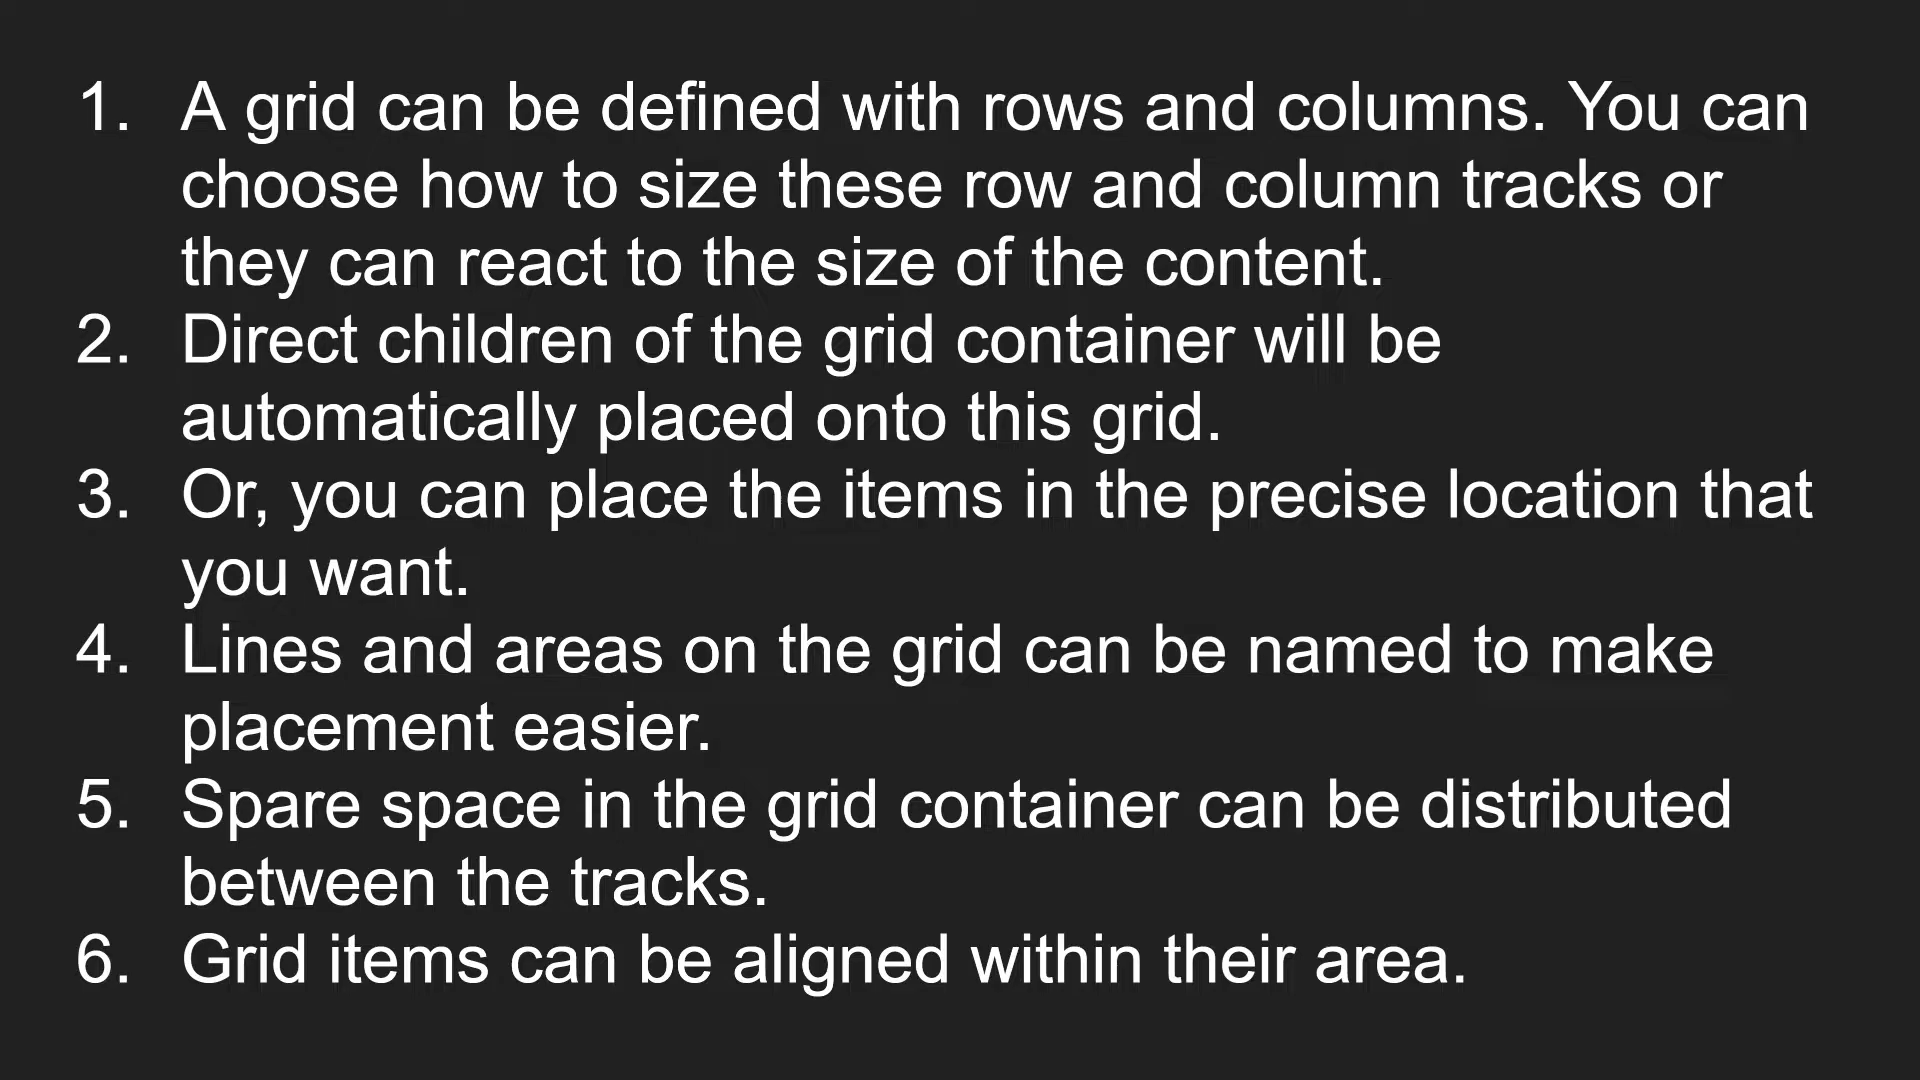 1. A grid can be defined with rows and columns. You can
choose how to size these row and column tracks or
they can react to the size of the content.
2. Direct children of the grid container will be
automatically placed onto this grid.
3. Or, you can place the items in the precise location that
you want.
4. Lines and areas on the grid can be named to make
placement easier.
5. Spare space in the grid container can be distributed
between the tracks.
6. Grid items can be aligned within their area.